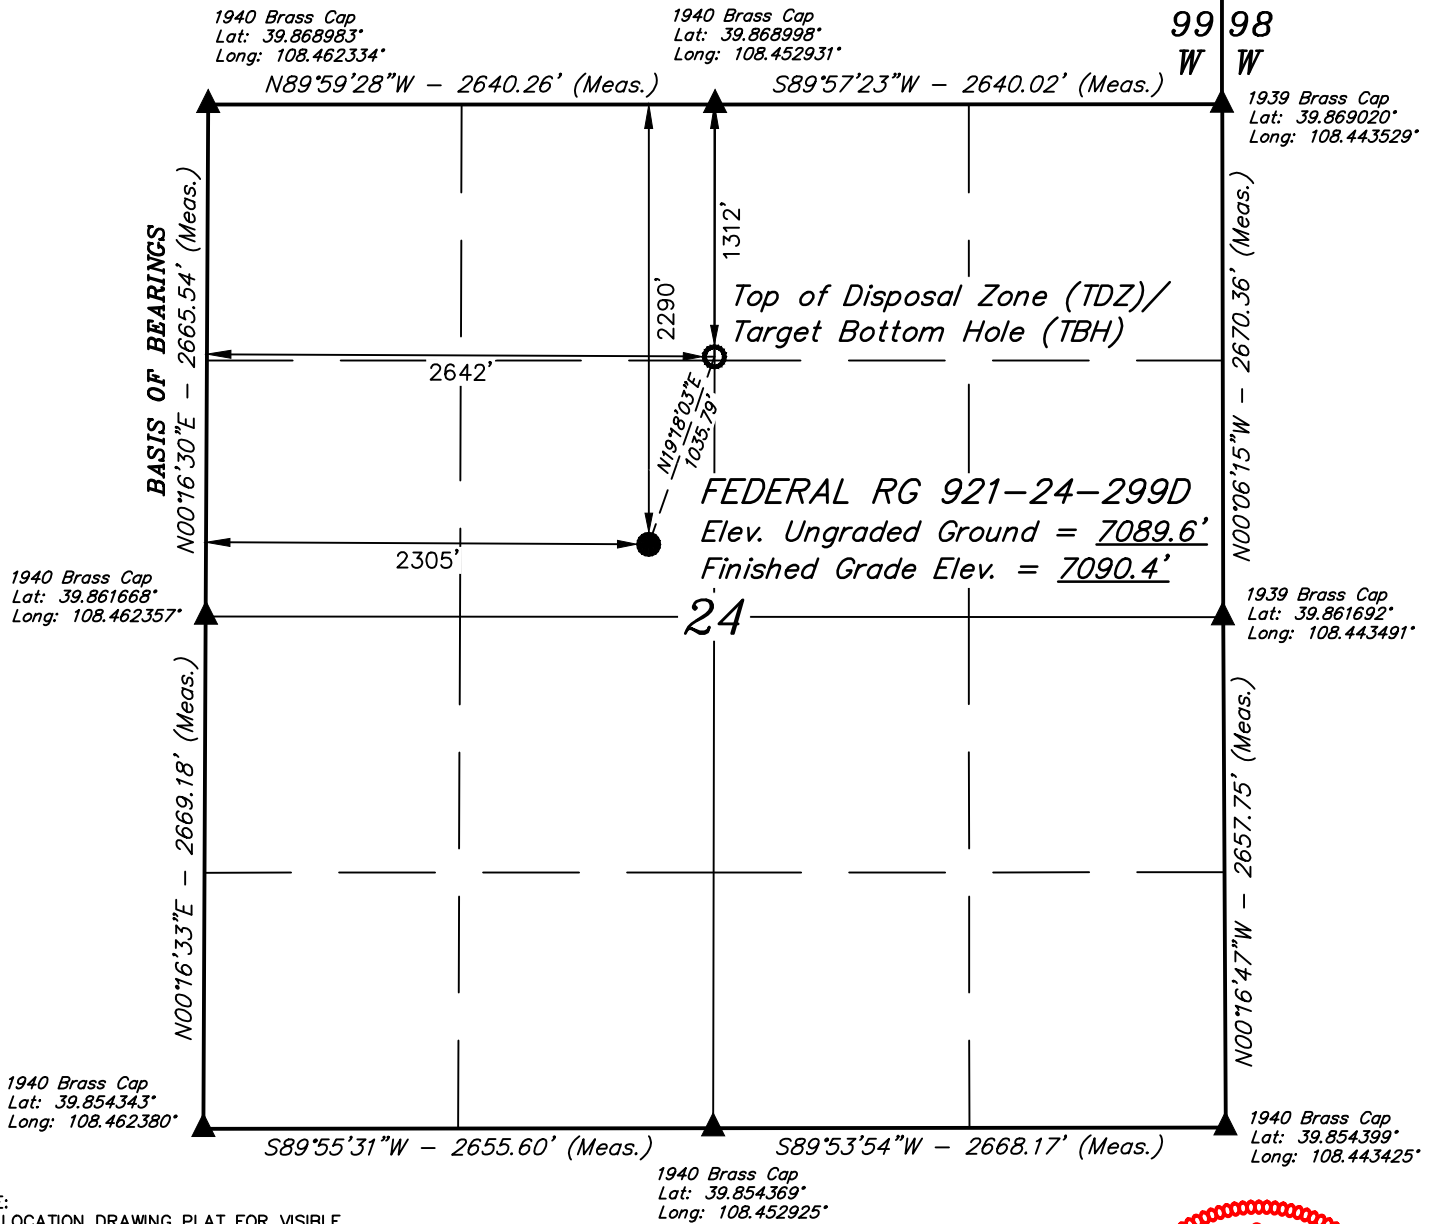 1940 Brass Cap
Lat: 39.868983°
Long: 108.462334°
1940 Brass Cap
Lat: 39.868998°
Long: 108.452931°
99 98
W W
N89°59'28"W – 2640.26' (Meas.)
S89°57'23"W – 2640.02' (Meas.)
1939 Brass Cap
Lat: 39.869020°
Long: 108.443529°
BASIS OF BEARINGS
N00°16'30"E – 2665.54' (Meas.)
1312'
2290'
N00°06'15"W – 2670.36' (Meas.)
Top of Disposal Zone (TDZ)/
Target Bottom Hole (TBH)
2642'
N19°18'03"E
1035.79'
FEDERAL RG 921-24-299D
Elev. Ungraded Ground = 7089.6'
Finished Grade Elev. = 7090.4'
2305'
1940 Brass Cap
Lat: 39.861668°
Long: 108.462357°
24
1939 Brass Cap
Lat: 39.861692°
Long: 108.443491°
N00°16'33"E – 2669.18' (Meas.)
N00°16'47"W – 2657.75' (Meas.)
1940 Brass Cap
Lat: 39.854343°
Long: 108.462380°
S89°55'31"W – 2655.60' (Meas.)
S89°53'54"W – 2668.17' (Meas.)
1940 Brass Cap
Lat: 39.854399°
Long: 108.443425°
1940 Brass Cap
Lat: 39.854369°
Long: 108.452925°
E:
LOCATION DRAWING PLAT FOR VISIBLE